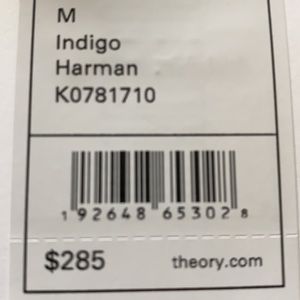 M
Indigo
Harman
K0781710
1 92648 65302 8
$285 theory.com